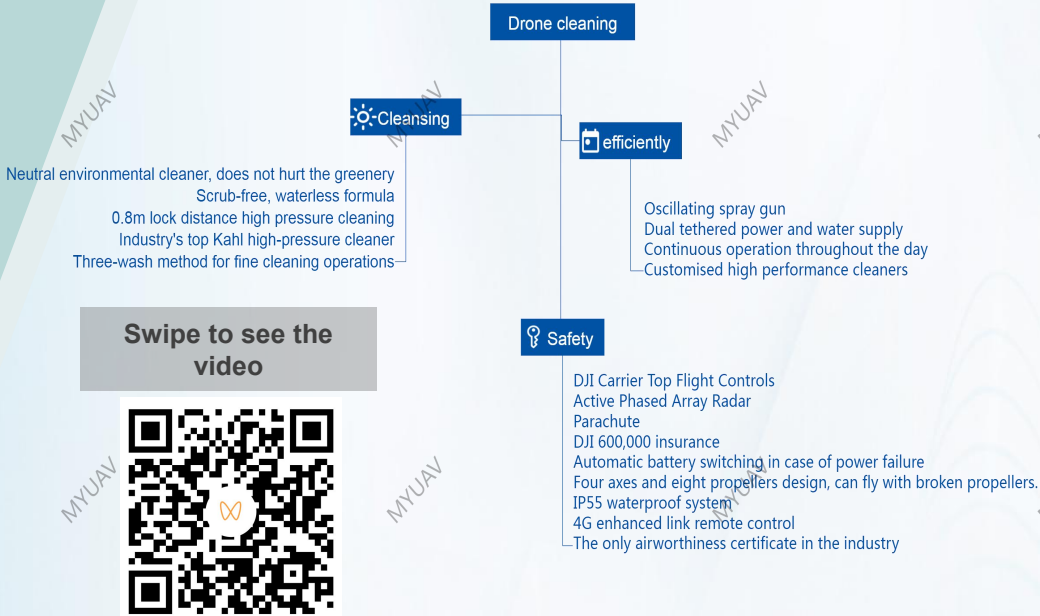 Drone cleaning
Cleansing
efficiently
Neutral environmental cleaner, does not hurt the greenery
Scrub-free, waterless formula
0.8m lock distance high pressure cleaning
Industry's top Kahl high-pressure cleaner
Three-wash method for fine cleaning operations
Oscillating spray gun
Dual tethered power and water supply
Continuous operation throughout the day
Customised high performance cleaners
Swipe to see the
video
Safety
DJI Carrier Top Flight Controls
Active Phased Array Radar
Parachute
DJI 600,000 insurance
Automatic battery switching in case of power failure
Four axes and eight propellers design, can fly with broken propellers.
IP55 waterproof system
4G enhanced link remote control
The only airworthiness certificate in the industry
MYUAV
MYUAV
MYUAV
MYUAV
MYUAV
MYUAV